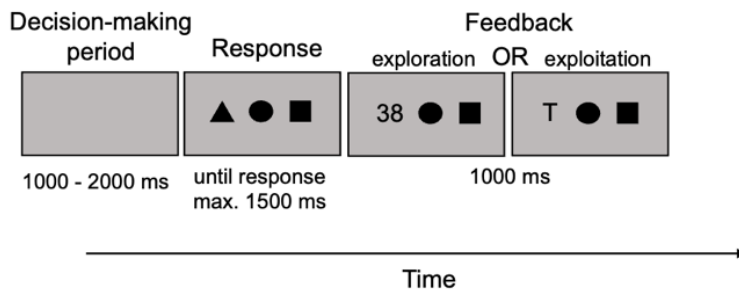 Decision-making
period
Response
Feedback
exploration OR exploitation
38
T
1000 - 2000 ms
until response
max. 1500 ms
1000 ms
Time